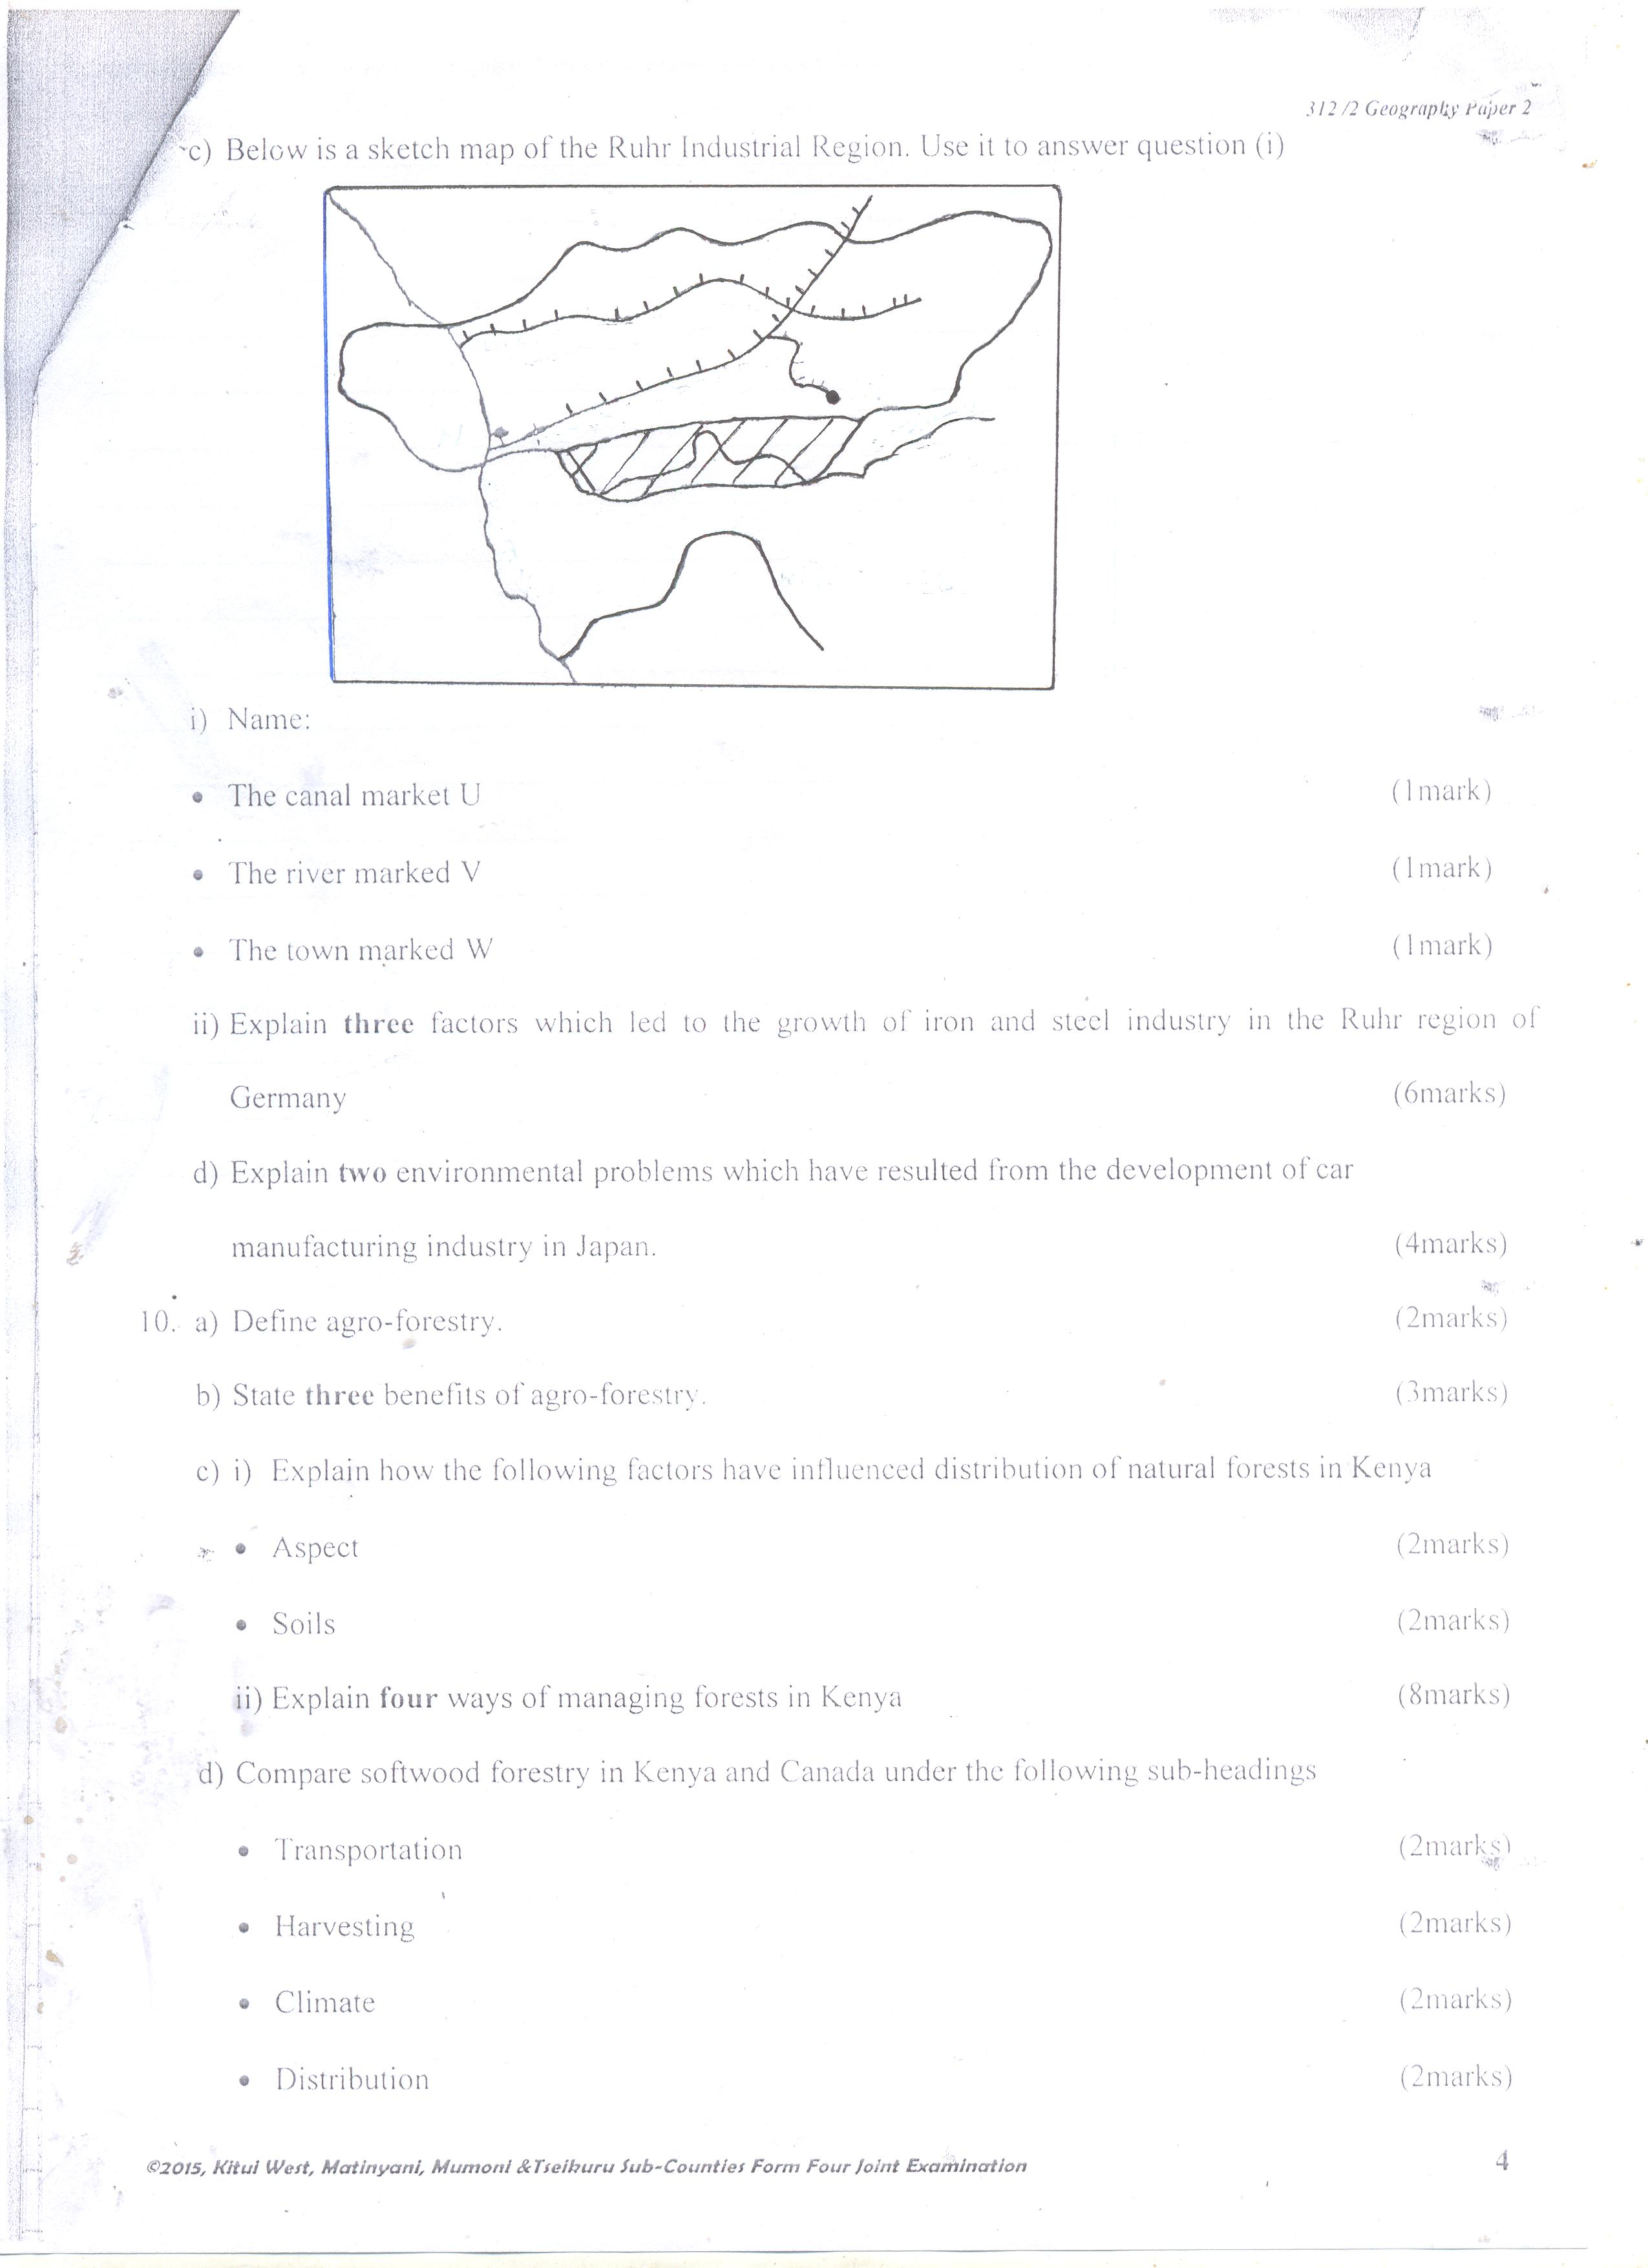 312/2 Geography Paper 2
c) Below is a sketch map of the Ruhr Industrial Region. Use it to answer question (i)
i) Name:
• The canal market U (1mark)
• The river marked V (1mark)
• The town marked W (1mark)
ii) Explain three factors which led to the growth of iron and steel industry in the Ruhr region of
Germany (6marks)
d) Explain two environmental problems which have resulted from the development of car
manufacturing industry in Japan. (4marks)
10. a) Define agro-forestry. (2marks)
b) State three benefits of agro-forestry. (3marks)
c) i) Explain how the following factors have influenced distribution of natural forests in Kenya
• Aspect (2marks)
• Soils (2marks)
ii) Explain four ways of managing forests in Kenya (8marks)
d) Compare softwood forestry in Kenya and Canada under the following sub-headings
• Transportation (2marks)
• Harvesting (2marks)
• Climate (2marks)
• Distribution (2marks)
©2015, Kitui West, Matinyani, Mumoni &Tseikuru Sub-Counties Form Four Joint Examination 4